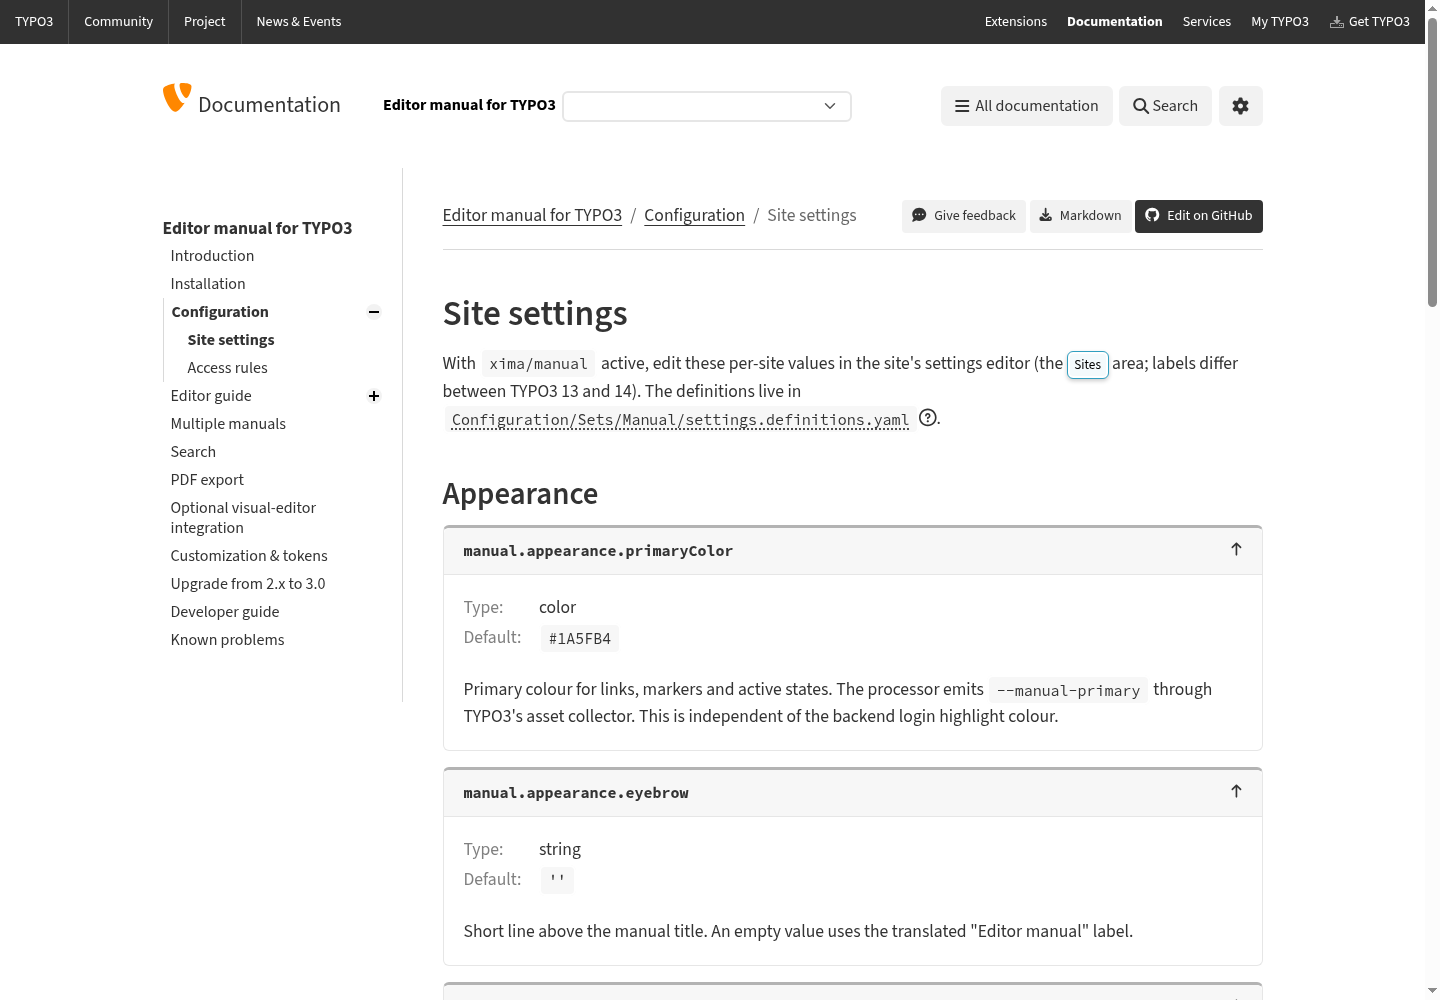 TYPO3
Community
Project
News & Events
Extensions
Documentation
Services
My TYPO3
Get TYPO3
Documentation
Editor manual for TYPO3
All documentation
Search
Editor manual for TYPO3
Introduction
Installation
Configuration
Site settings
Access rules
Editor guide
Multiple manuals
Search
PDF export
Optional visual-editor
integration
Customization & tokens
Upgrade from 2.x to 3.0
Developer guide
Known problems
Editor manual for TYPO3 / Configuration / Site settings
Give feedback
Markdown
Edit on GitHub
Site settings
With xima/manual active, edit these per-site values in the site's settings editor (the Sites area; labels differ
between TYPO3 13 and 14). The definitions live in
Configuration/Sets/Manual/settings.definitions.yaml.
Appearance
manual.appearance.primaryColor
Type: color
Default: #1A5FB4
Primary colour for links, markers and active states. The processor emits --manual-primary through
TYPO3's asset collector. This is independent of the backend login highlight colour.
manual.appearance.eyebrow
Type: string
Default: ''
Short line above the manual title. An empty value uses the translated "Editor manual" label.